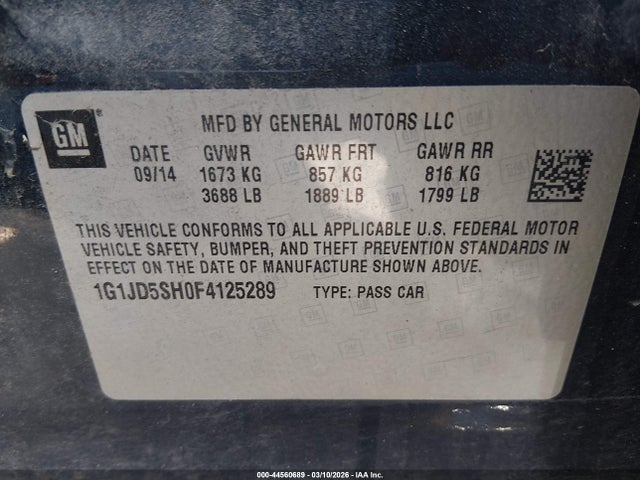 GM
MFD BY GENERAL MOTORS LLC
DATE GVWR GAWR FRT GAWR RR
09/14 1673 KG 857 KG 816 KG
3688 LB 1889 LB 1799 LB
THIS VEHICLE CONFORMS TO ALL APPLICABLE U.S. FEDERAL MOTOR
VEHICLE SAFETY, BUMPER, AND THEFT PREVENTION STANDARDS IN
EFFECT ON THE DATE OF MANUFACTURE SHOWN ABOVE.
1G1JD5SH0F4125289 TYPE: PASS CAR
000-44560689 - 03/10/2026 - IAA Inc.